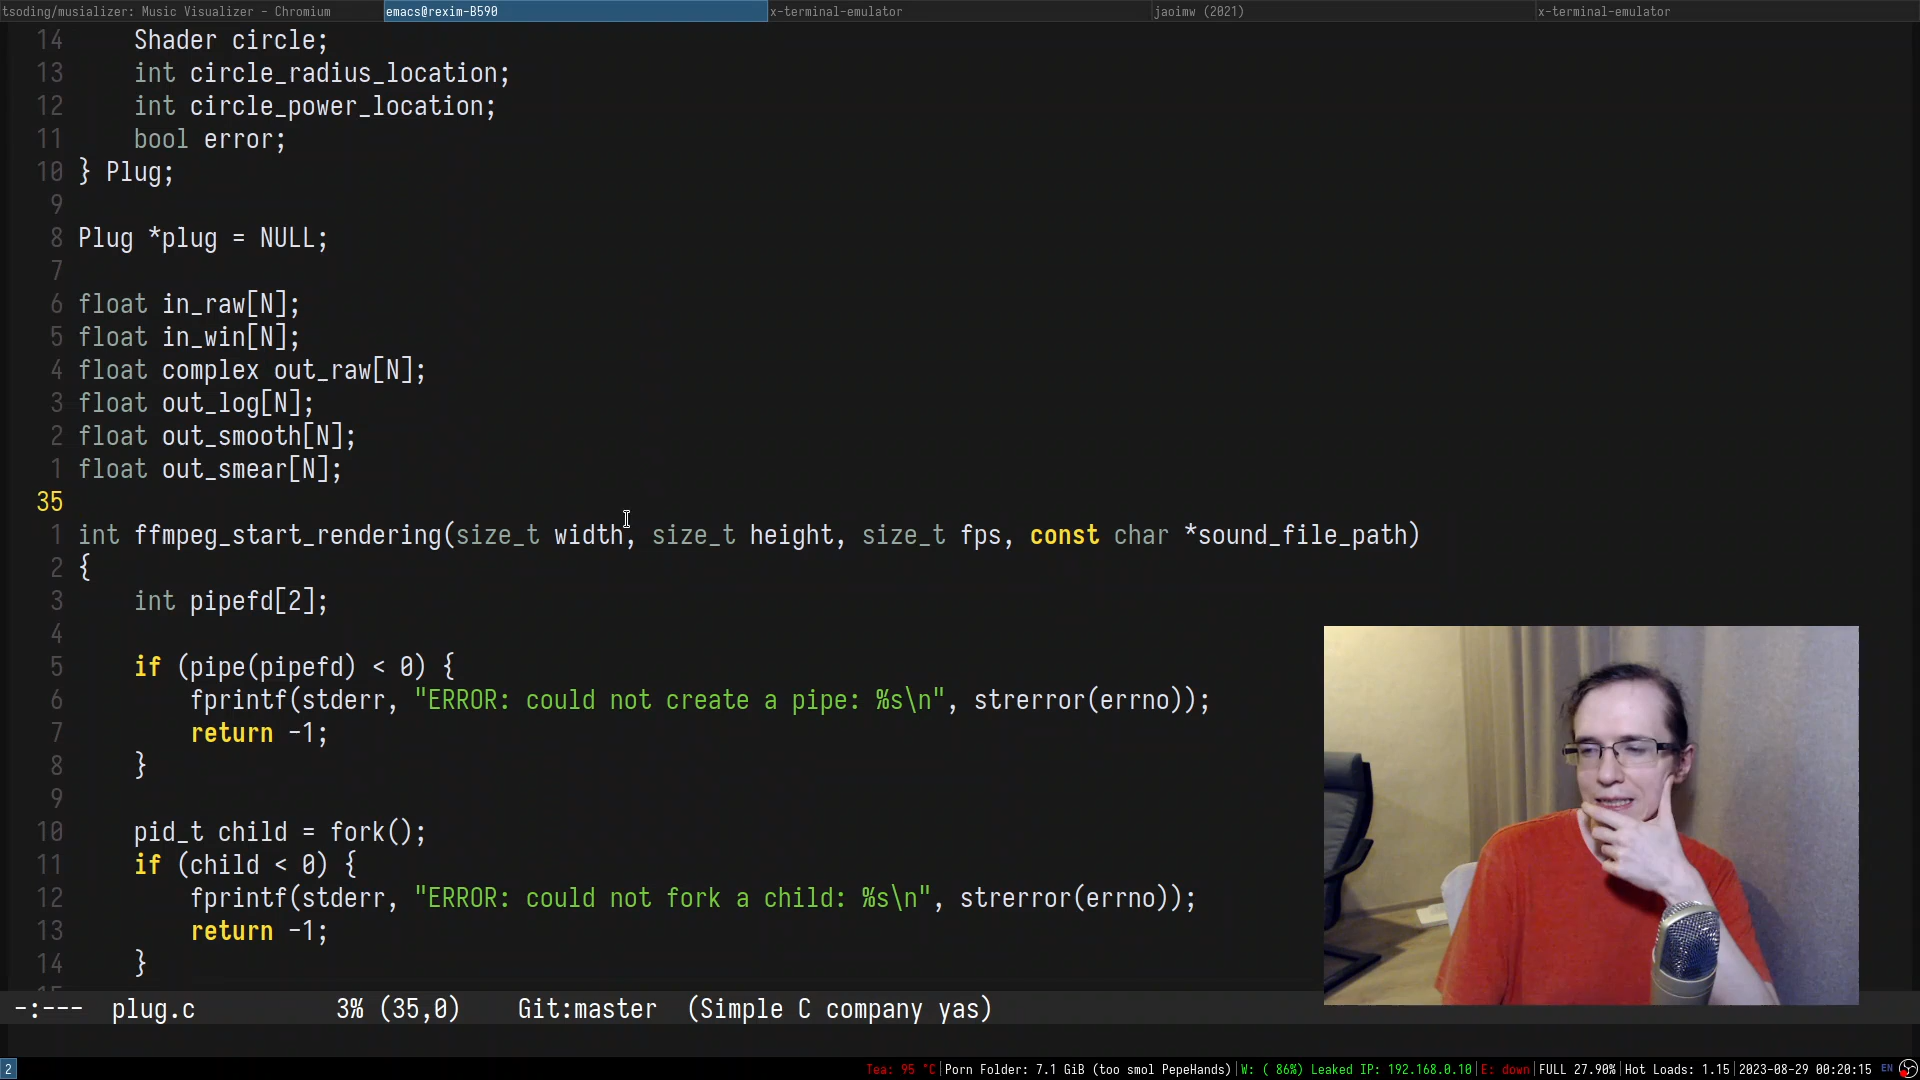 tsoding/musializer: Music Visualizer - Chromium
emacs@rexim-B590
x-terminal-emulator
jaoimw (2021)
x-terminal-emulator
14 Shader circle;
13 int circle_radius_location;
12 int circle_power_location;
11 bool error;
10 } Plug;
9
8 Plug *plug = NULL;
7
6 float in_raw[N];
5 float in_win[N];
4 float complex out_raw[N];
3 float out_log[N];
2 float out_smooth[N];
1 float out_smear[N];
35
1 int ffmpeg_start_rendering(size_t width, size_t height, size_t fps, const char *sound_file_path)
2 {
3 int pipefd[2];
4
5 if (pipe(pipefd) < 0) {
6 fprintf(stderr, "ERROR: could not create a pipe: %s\n", strerror(errno));
7 return -1;
8 }
9
10 pid_t child = fork();
11 if (child < 0) {
12 fprintf(stderr, "ERROR: could not fork a child: %s\n", strerror(errno));
13 return -1;
14 }
-:--- plug.c 3% (35,0) Git:master (Simple C company yas)
2 Tea: 95 °C|Porn Folder: 7.1 GiB (too smol PepeHands)|W: ( 86%) Leaked IP: 192.168.0.10|E: down|FULL 27.90%|Hot Loads: 1.15|2023-08-29 00:20:15 EN